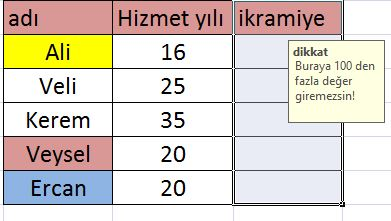 adı Hizmet yılı ikramiye
Ali 16
Veli 25
Kerem 35
Veysel 20
Ercan 20
dikkat
Buraya 100 den
fazla değer
giremezsin!